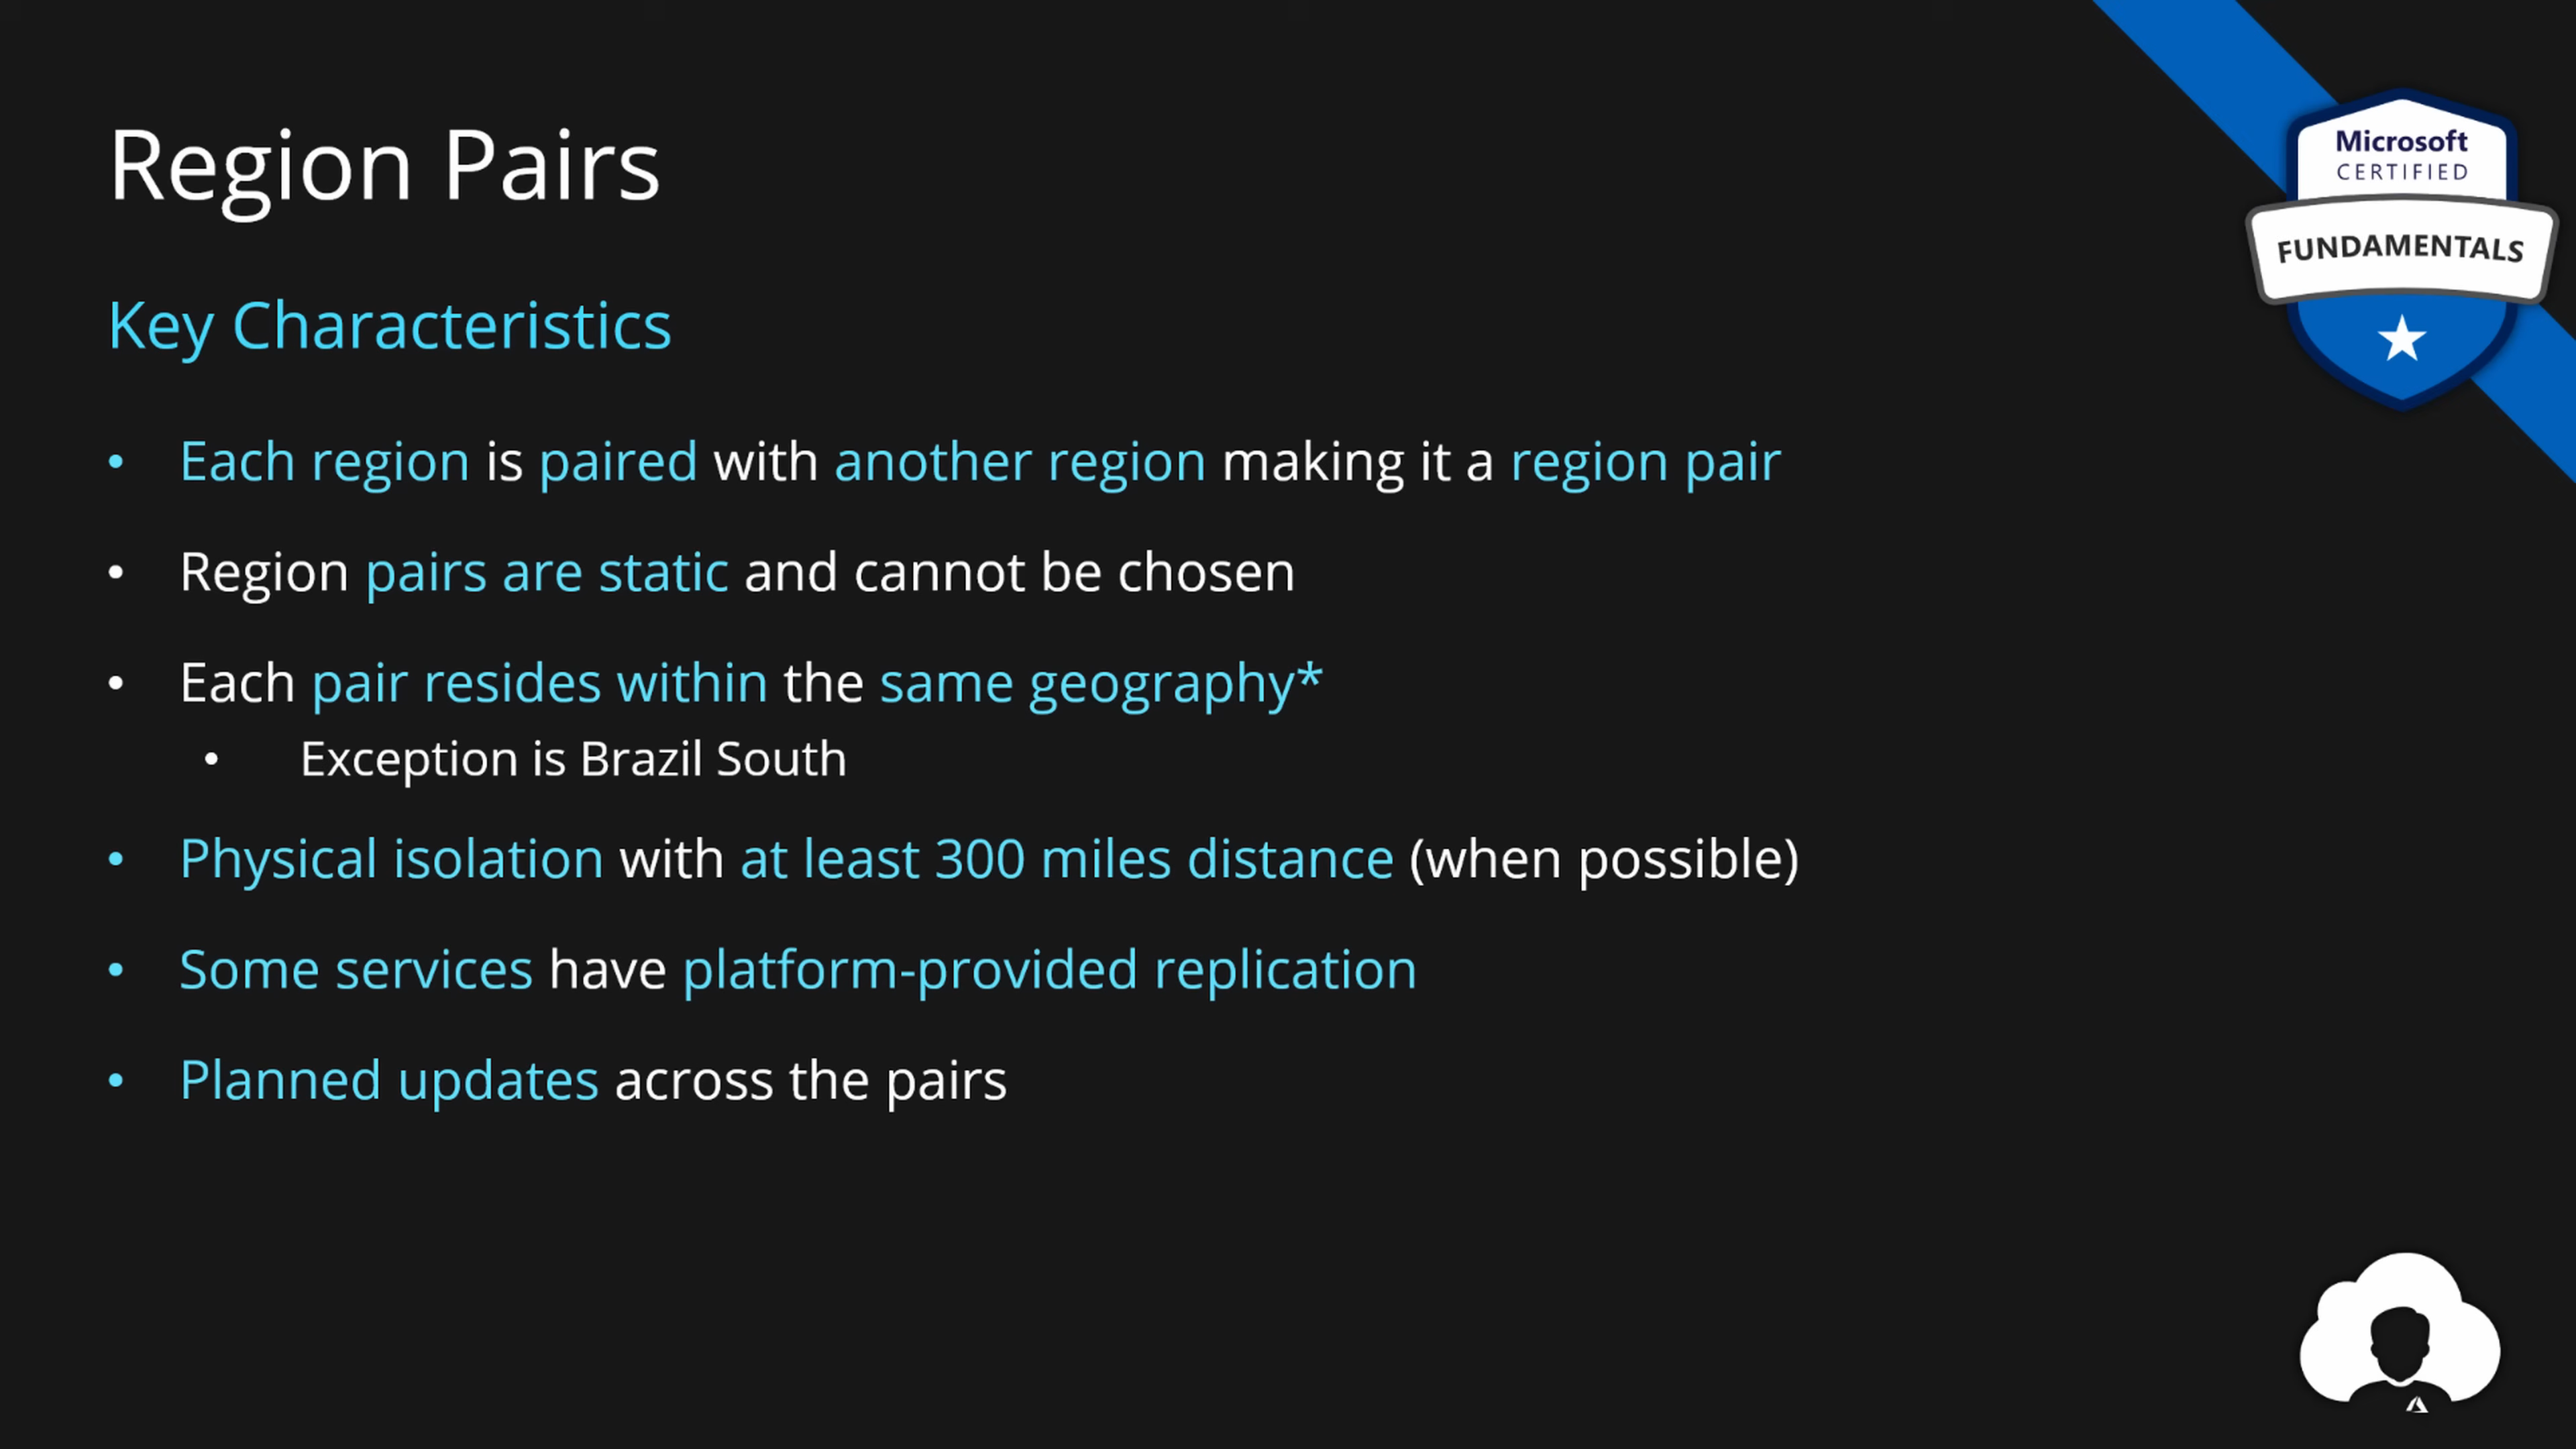 Region Pairs
Microsoft
CERTIFIED
FUNDAMENTALS
Key Characteristics
• Each region is paired with another region making it a region pair
• Region pairs are static and cannot be chosen
• Each pair resides within the same geography*
• Exception is Brazil South
• Physical isolation with at least 300 miles distance (when possible)
• Some services have platform-provided replication
• Planned updates across the pairs